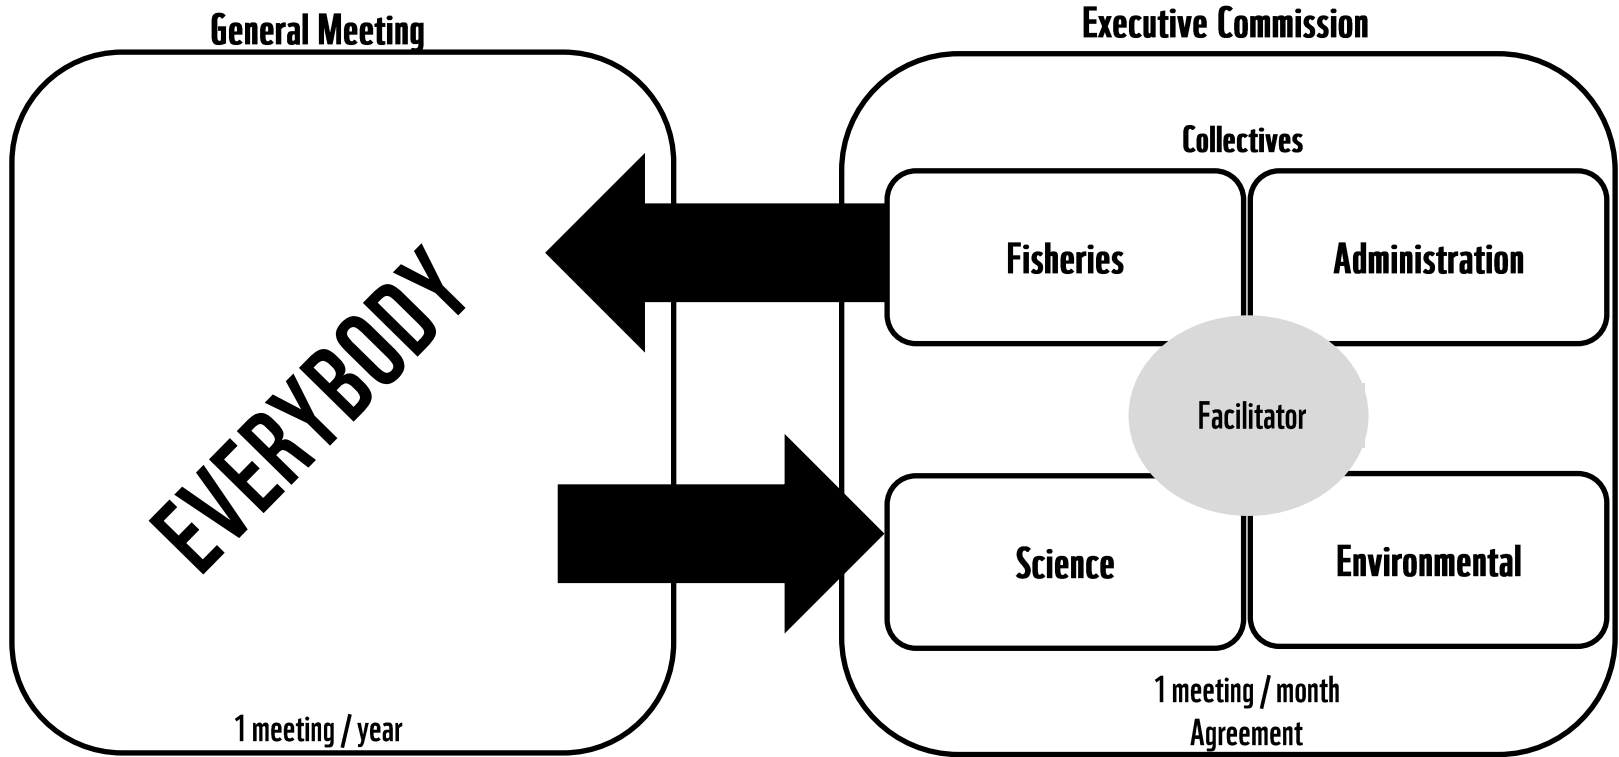 General Meeting
EVERYBODY
1 meeting / year
Executive Commission
Collectives
Fisheries
Administration
Facilitator
Science
Environmental
1 meeting / month
Agreement